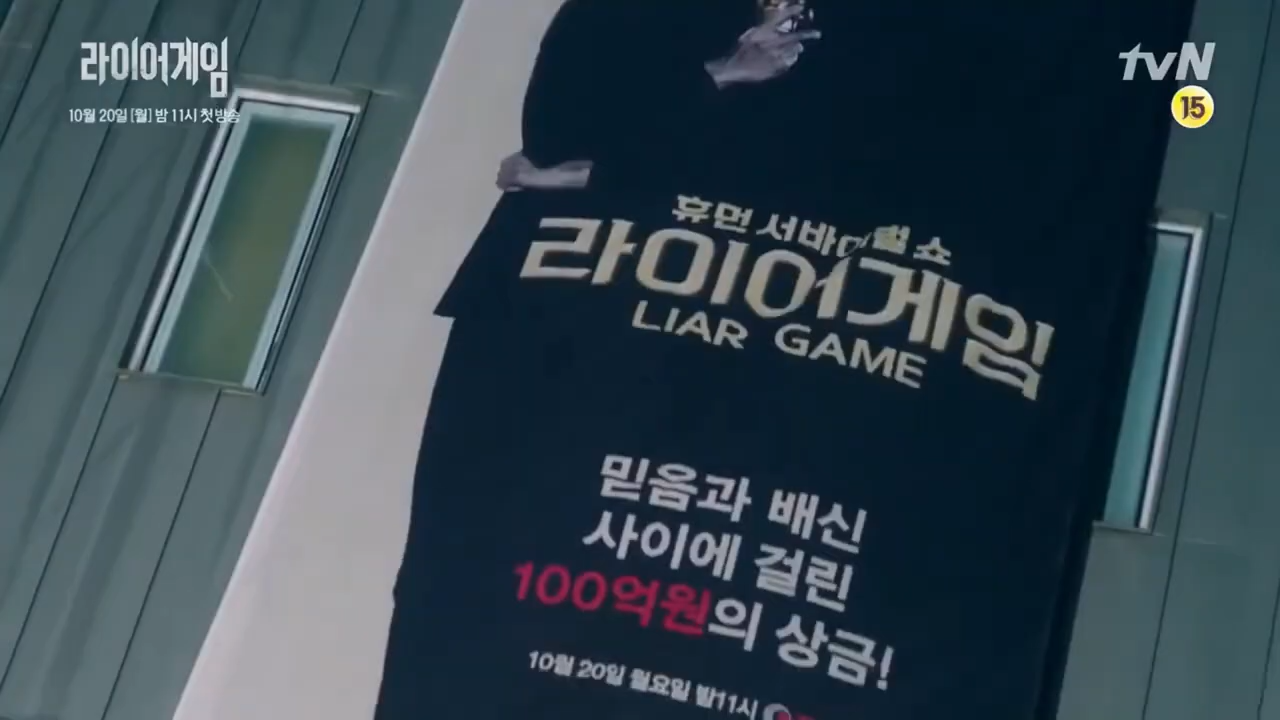 라이어게임
10월 20일 [월] 밤 11시 첫방송
tvN
15
휴먼 서바이벌 쇼
라이어게임
LIAR GAME
믿음과 배신
사이에 걸린
100억원의 상금!
10월 20일 월요일 밤11시